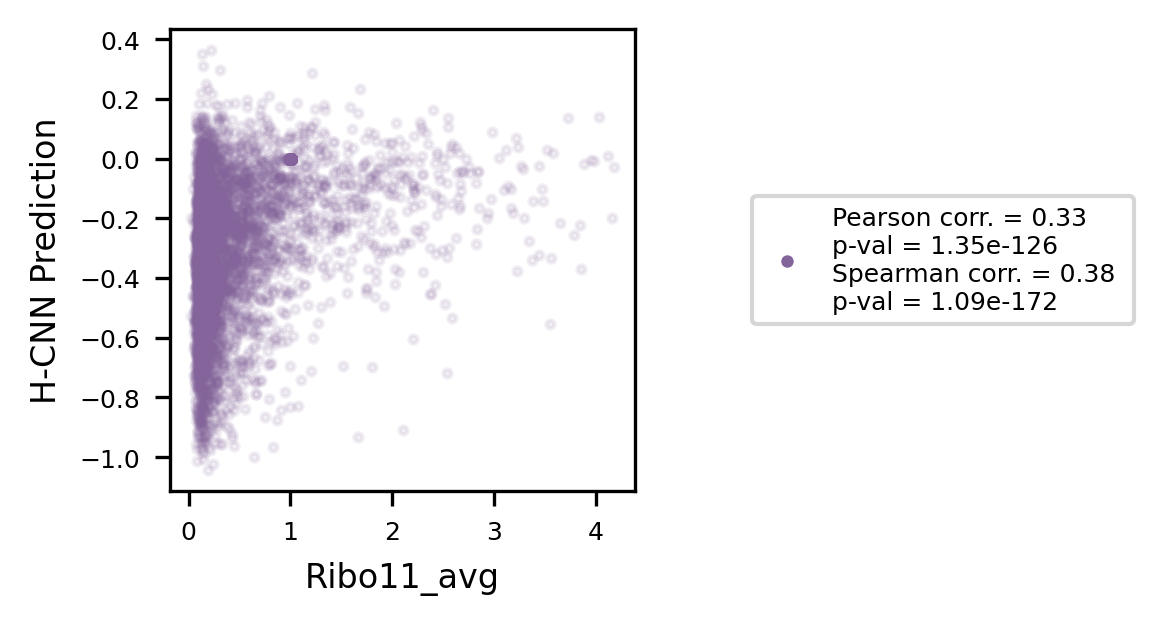 0.4
0.2
0.0
−0.2
−0.4
−0.6
−0.8
−1.0
H-CNN Prediction
0 1 2 3 4
Ribo11_avg
Pearson corr. = 0.33
p-val = 1.35e-126
Spearman corr. = 0.38
p-val = 1.09e-172